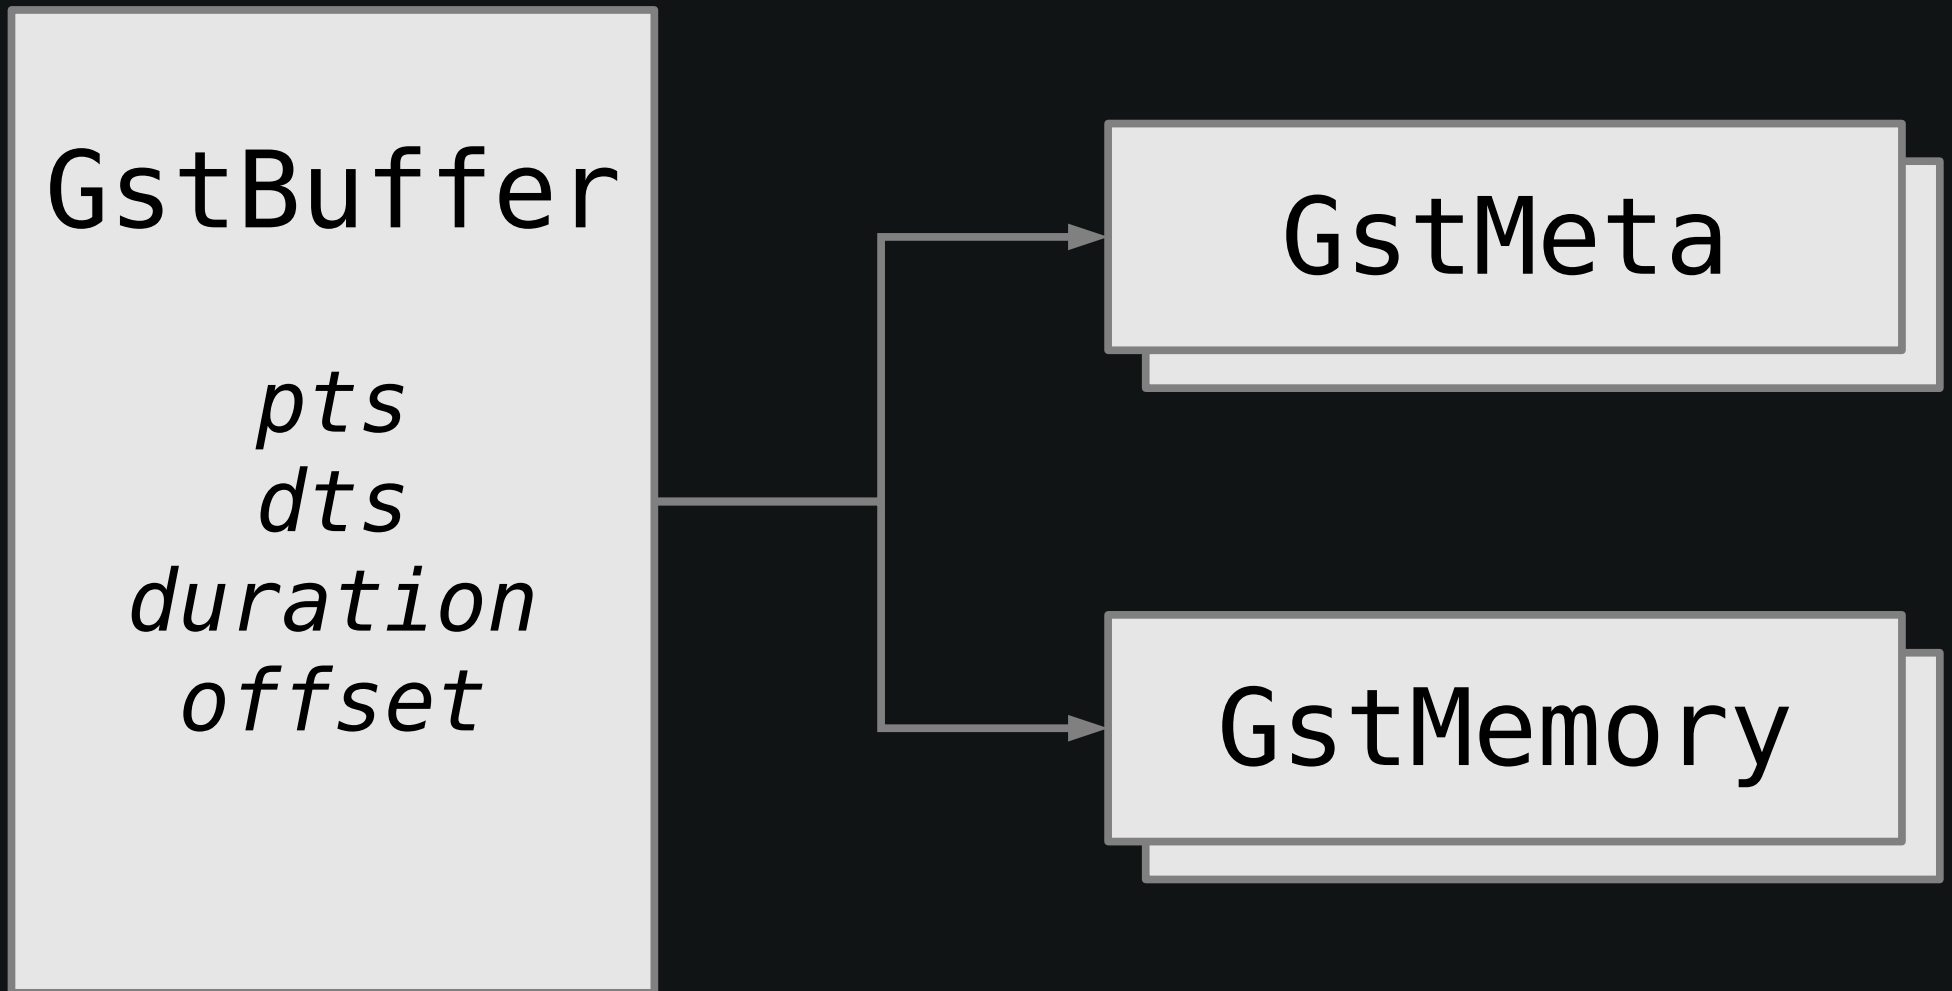 GstBuffer
pts
dts
duration
offset
GstMeta
GstMemory